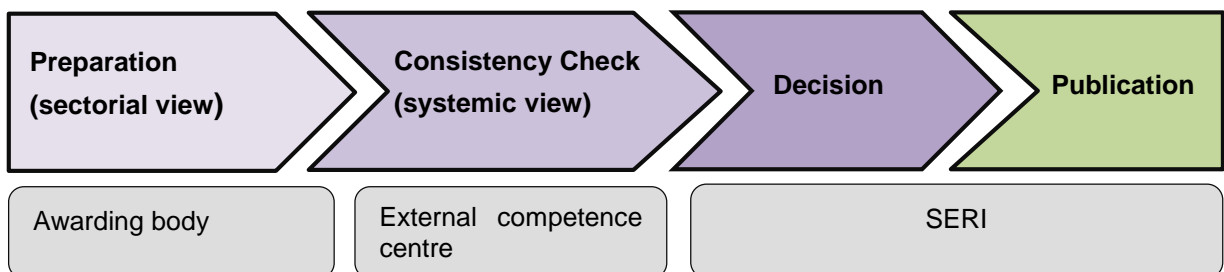 Preparation
(sectorial view)
Consistency Check
(systemic view)
Decision
Publication
Awarding body
External competence
centre
SERI